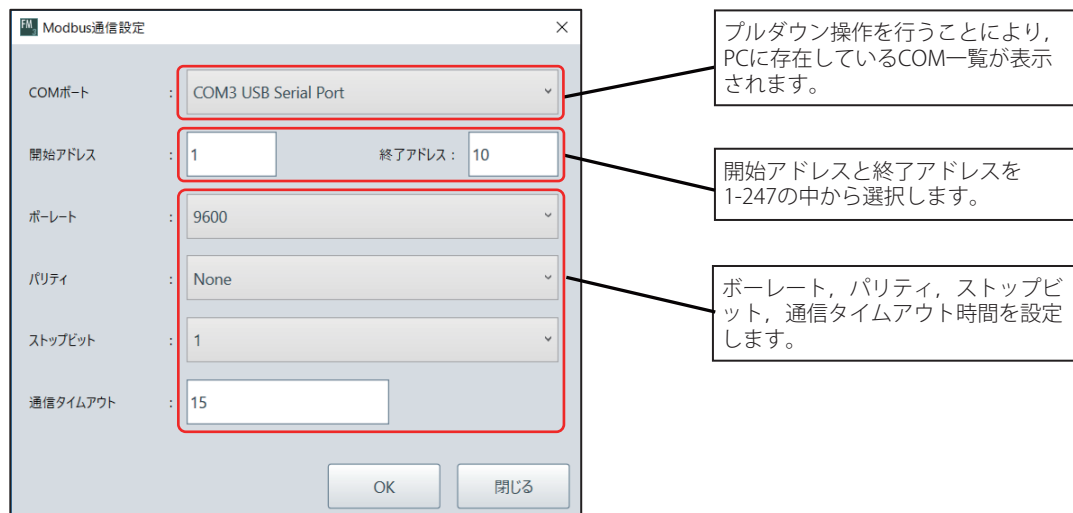 FM Modbus通信設定
COMポート : COM3 USB Serial Port
開始アドレス : 1 終了アドレス : 10
ボーレート : 9600
パリティ : None
ストップビット : 1
通信タイムアウト : 15
OK 閉じる
プルダウン操作を行うことにより,
PCに存在しているCOM一覧が表示
されます。
開始アドレスと終了アドレスを
1-247の中から選択します。
ボーレート,パリティ,ストップビ
ット,通信タイムアウト時間を設定
します。